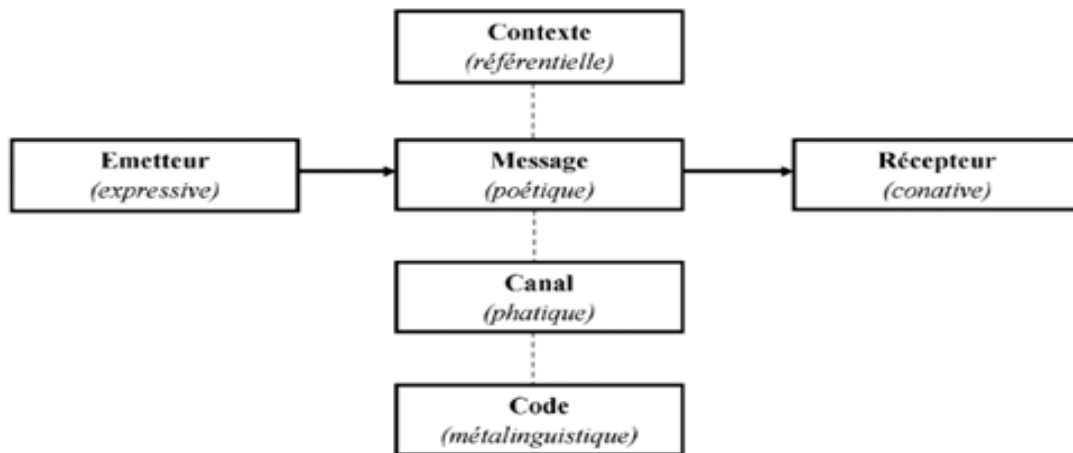 Contexte
(référentielle)
Emetteur
(expressive)
Message
(poétique)
Récepteur
(conative)
Canal
(phatique)
Code
(métalinguistique)